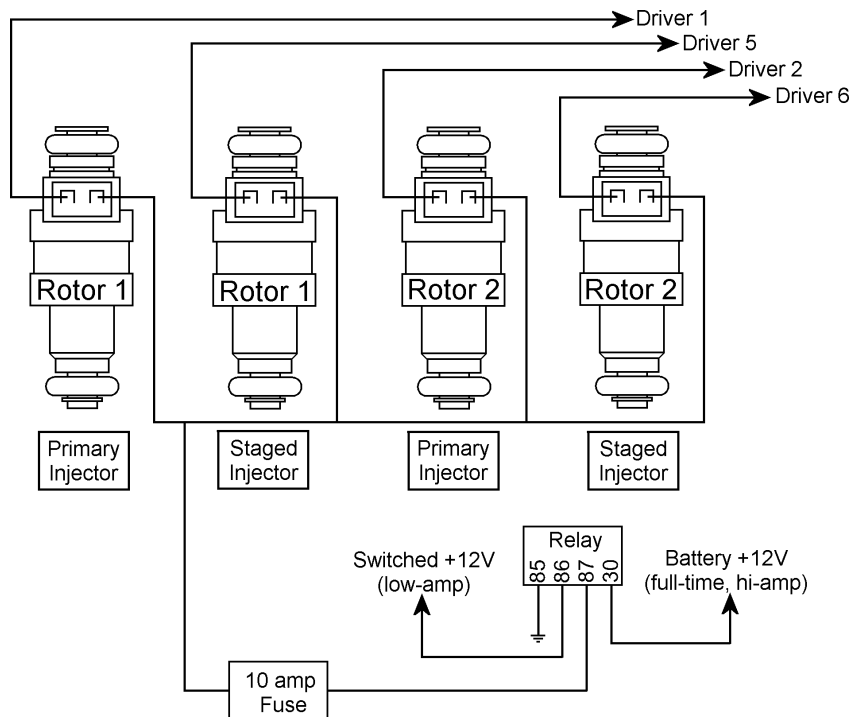 Driver 1
Driver 5
Driver 2
Driver 6
Rotor 1
Rotor 1
Rotor 2
Rotor 2
Primary
Injector
Staged
Injector
Primary
Injector
Staged
Injector
Switched +12V
(low-amp)
Relay
85
86
87
30
Battery +12V
(full-time, hi-amp)
10 amp
Fuse